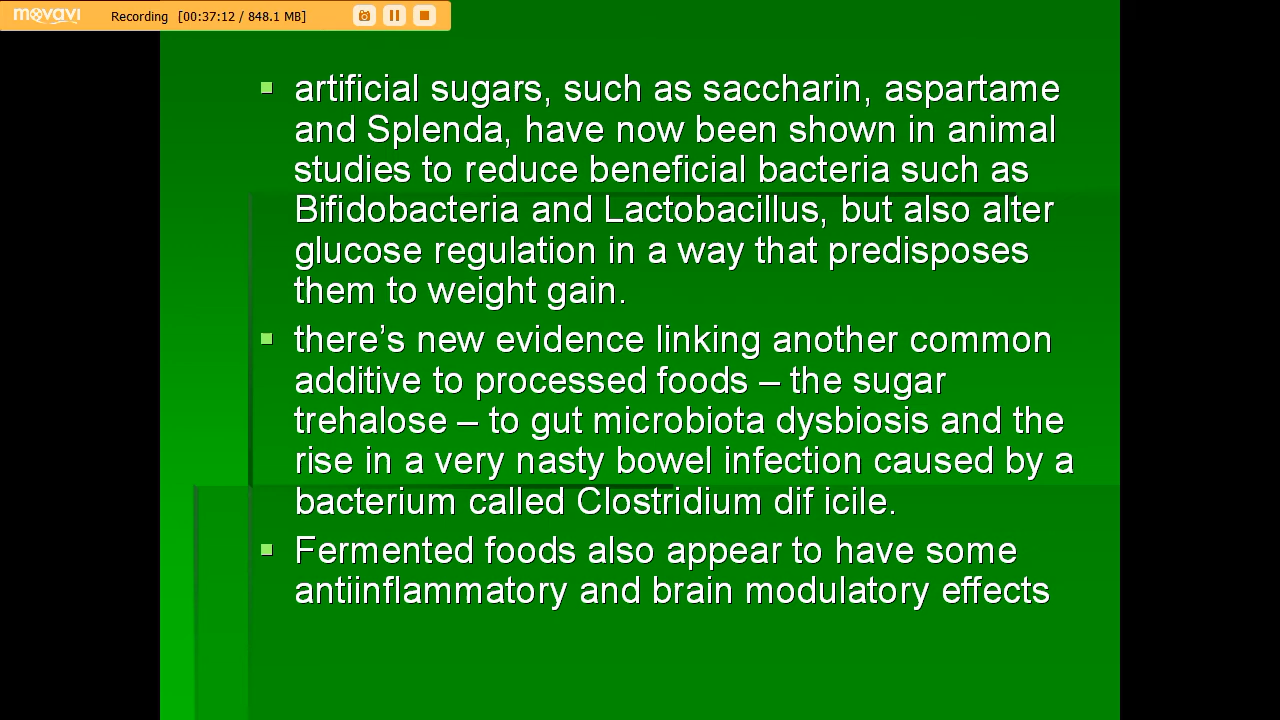 movavi
Recording [00:37:12 / 848.1 MB]
artificial sugars, such as saccharin, aspartame
and Splenda, have now been shown in animal
studies to reduce beneficial bacteria such as
Bifidobacteria and Lactobacillus, but also alter
glucose regulation in a way that predisposes
them to weight gain.
there’s new evidence linking another common
additive to processed foods – the sugar
trehalose – to gut microbiota dysbiosis and the
rise in a very nasty bowel infection caused by a
bacterium called Clostridium dif icile.
Fermented foods also appear to have some
antiinflammatory and brain modulatory effects